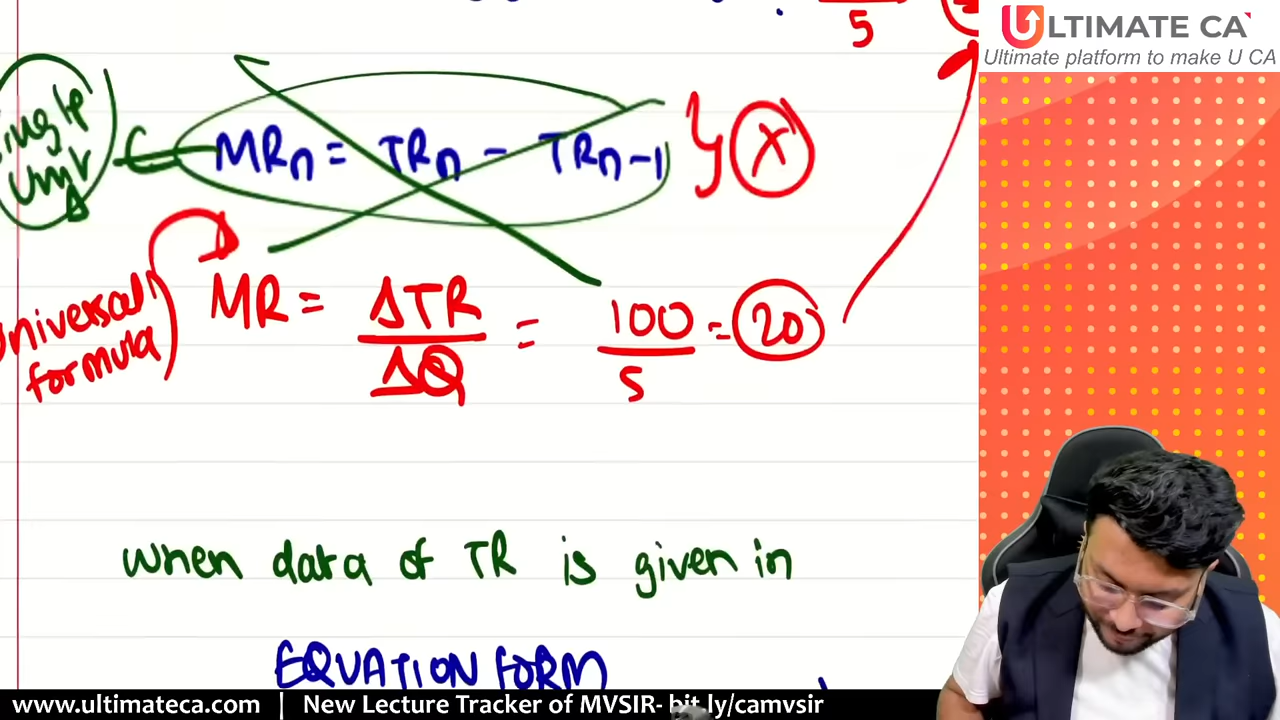 5
ULTIMATE CA
Ultimate platform to make U CA
Single
Unit
MRn = TRn - TRn-1 } X
Universal
formula
MR = ΔTR/ΔQ = 100/5 = 20
when data of TR is given in
EQUATION FORM
www.ultimateca.com | New Lecture Tracker of MVSIR- bit.ly/camvsir